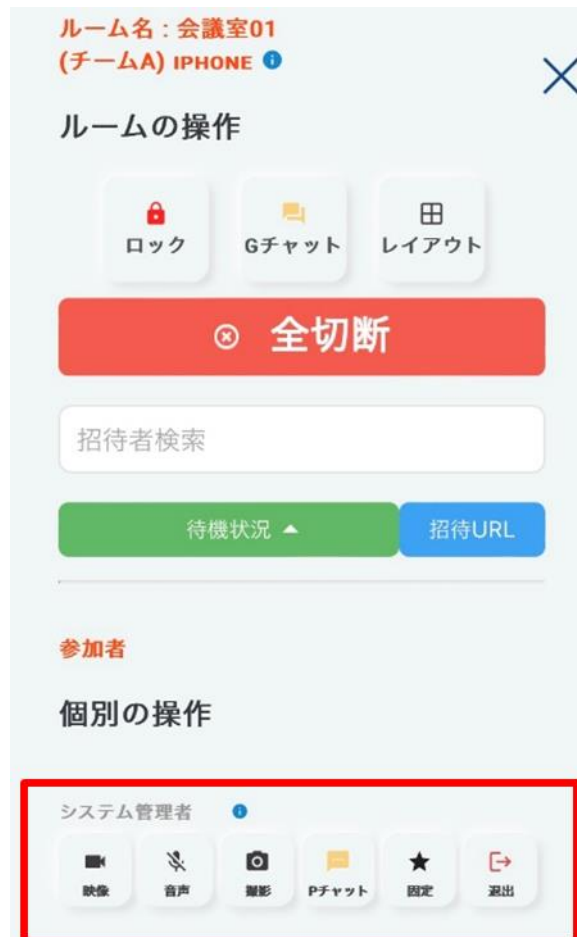 ルーム名：会議室01
(チームA) IPHONE
ルームの操作
ロック Gチャット レイアウト
全切断
招待者検索
待機状況 招待URL
参加者
個別の操作
システム管理者
映像 音声 撮影 Pチャット 固定 退出